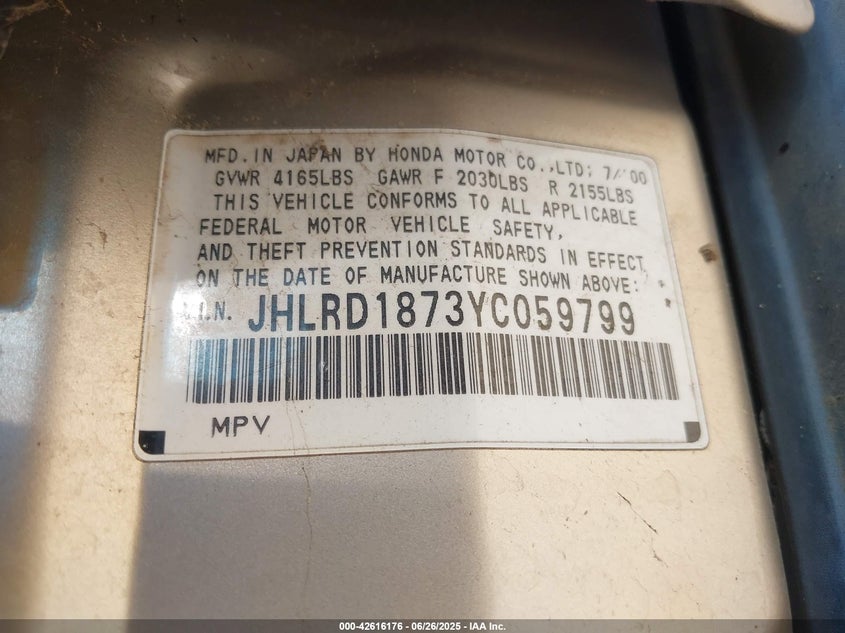 MFD. IN JAPAN BY HONDA MOTOR CO.,LTD; 7/'00
GVWR 4165LBS GAWR F 2030LBS R 2155LBS
THIS VEHICLE CONFORMS TO ALL APPLICABLE
FEDERAL MOTOR VEHICLE SAFETY,
AND THEFT PREVENTION STANDARDS IN EFFECT
ON THE DATE OF MANUFACTURE SHOWN ABOVE:
V.I.N. JHLRD1873YC059799
MPV
000-42616176 - 06/26/2025 - IAA Inc.